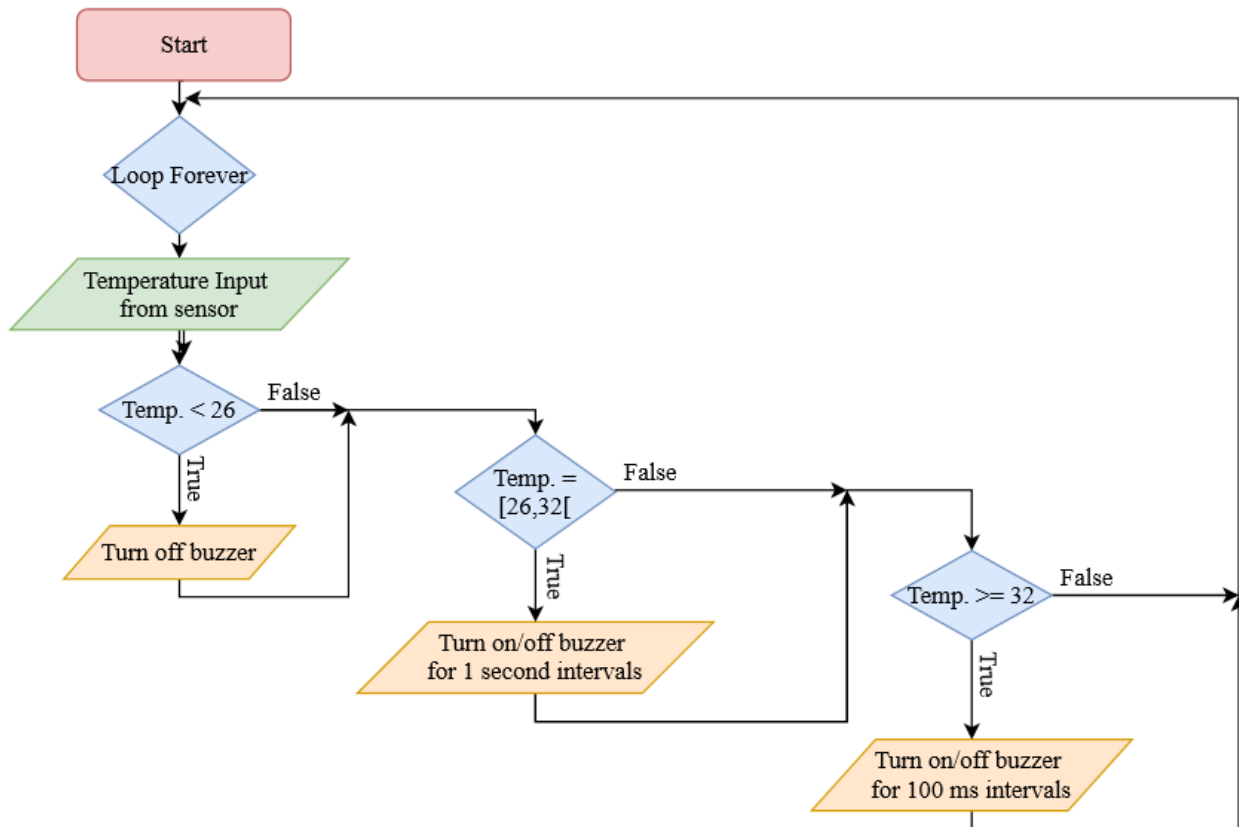 Start
Loop Forever
Temperature Input
from sensor
Temp. < 26
False
True
Turn off buzzer
Temp. =
[26,32[
False
True
Turn on/off buzzer
for 1 second intervals
Temp. >= 32
False
True
Turn on/off buzzer
for 100 ms intervals